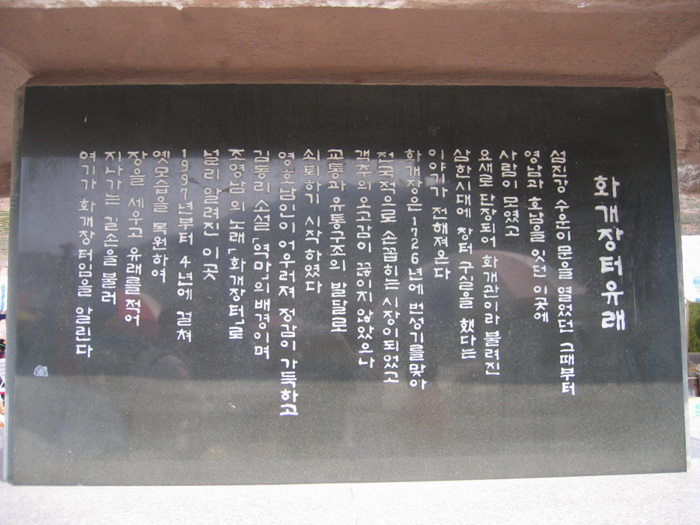 화개장터 유래
섬진강 수운이 문을 열었던 그때부터
영남과 호남을 잇던 이곳에
사람이 모였고
요새로 단장되어 화개관이라 불려진
삼한시대에 장터 구실을 했다는
이야기가 전해져온다
화개장은 1726년에 번성기를 맞아
전국적으로 손꼽히는 시장이 되었고
객주의 오고감이 끊이지 않았으나
교통과 유통구조의 발달로
쇠퇴하기 시작하였다
영호남인이 어우러져 정감이 가득하고
김동리 소설 역마의 배경이며
조영남의 노래 화개장터로
널리 알려진 이곳
1997년부터 4년에 걸쳐
옛모습을 복원하여
장을 세우고 유래를 적어
지나가는 길손을 불러
여기가 화개장터임을 알린다